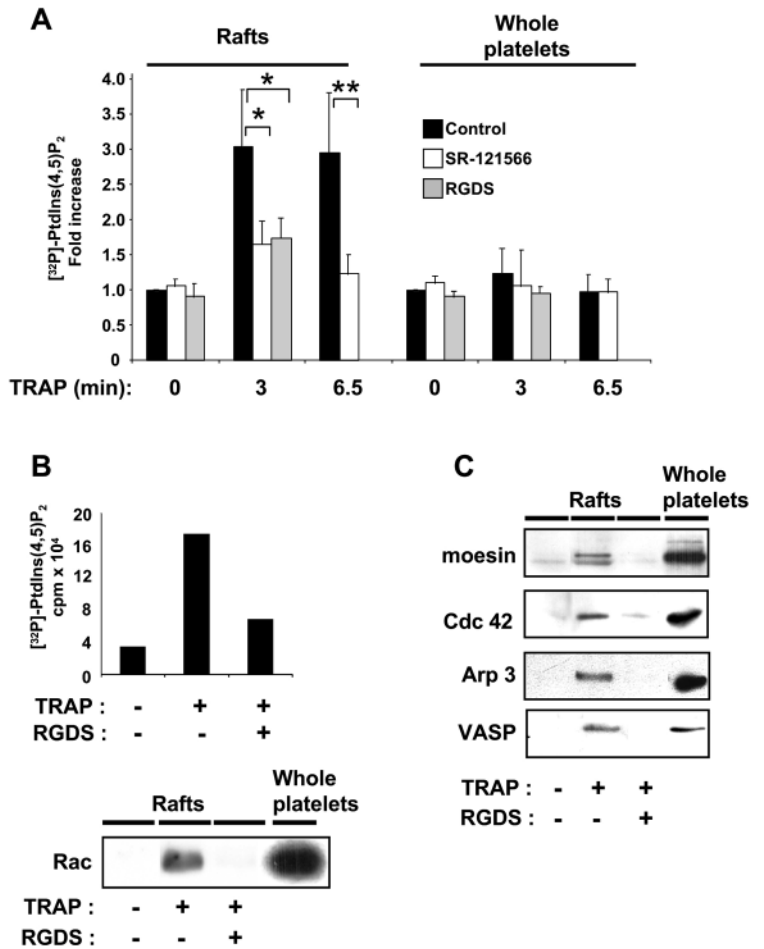 A
Rafts
Whole
platelets
[³²P]-PtdIns(4,5)P₂
Fold increase
4.0
3.5
3.0
2.5
2.0
1.5
1.0
0.5
0
*
*
**
Control
SR-121566
RGDS
TRAP (min): 0 3 6.5 0 3 6.5
B
[³²P]-PtdIns(4,5)P₂
cpm x 10⁴
20
16
12
8
4
0
TRAP : - + +
RGDS : - - +
Rafts
Whole
platelets
Rac
TRAP : - + +
RGDS : - - +
C
Rafts
Whole
platelets
moesin
Cdc 42
Arp 3
VASP
TRAP : - + +
RGDS : - - +